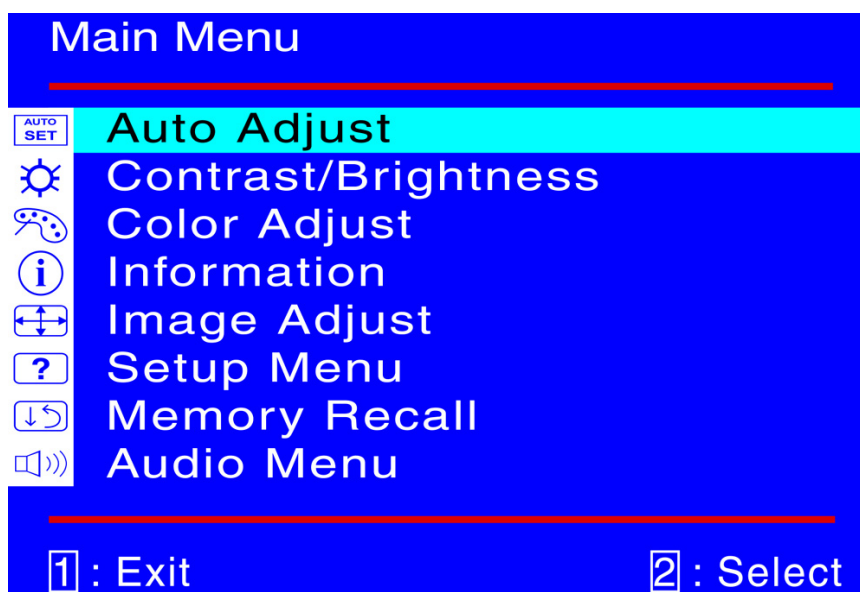 Main Menu
AUTO
SET
Auto Adjust
Contrast/Brightness
Color Adjust
i
Information
Image Adjust
?
Setup Menu
Memory Recall
Audio Menu
1 : Exit
2 : Select